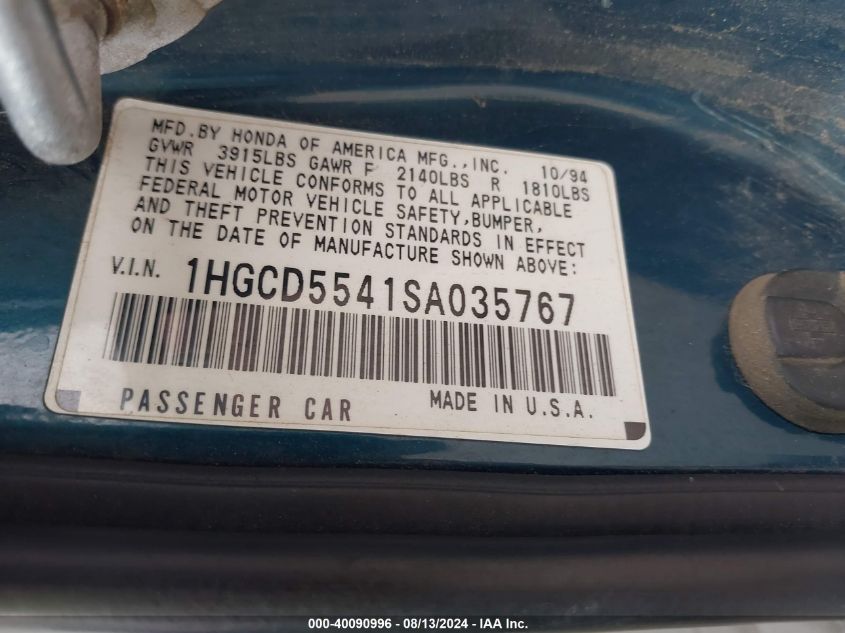 MFD.BY HONDA OF AMERICA MFG.,INC. 10/94
GVWR 3915LBS GAWR F 2140LBS R 1810LBS
THIS VEHICLE CONFORMS TO ALL APPLICABLE
FEDERAL MOTOR VEHICLE SAFETY,BUMPER,
AND THEFT PREVENTION STANDARDS IN EFFECT
ON THE DATE OF MANUFACTURE SHOWN ABOVE:
V.I.N. 1HGCD5541SA035767
PASSENGER CAR MADE IN U.S.A.
000-40090996 - 08/13/2024 - IAA Inc.